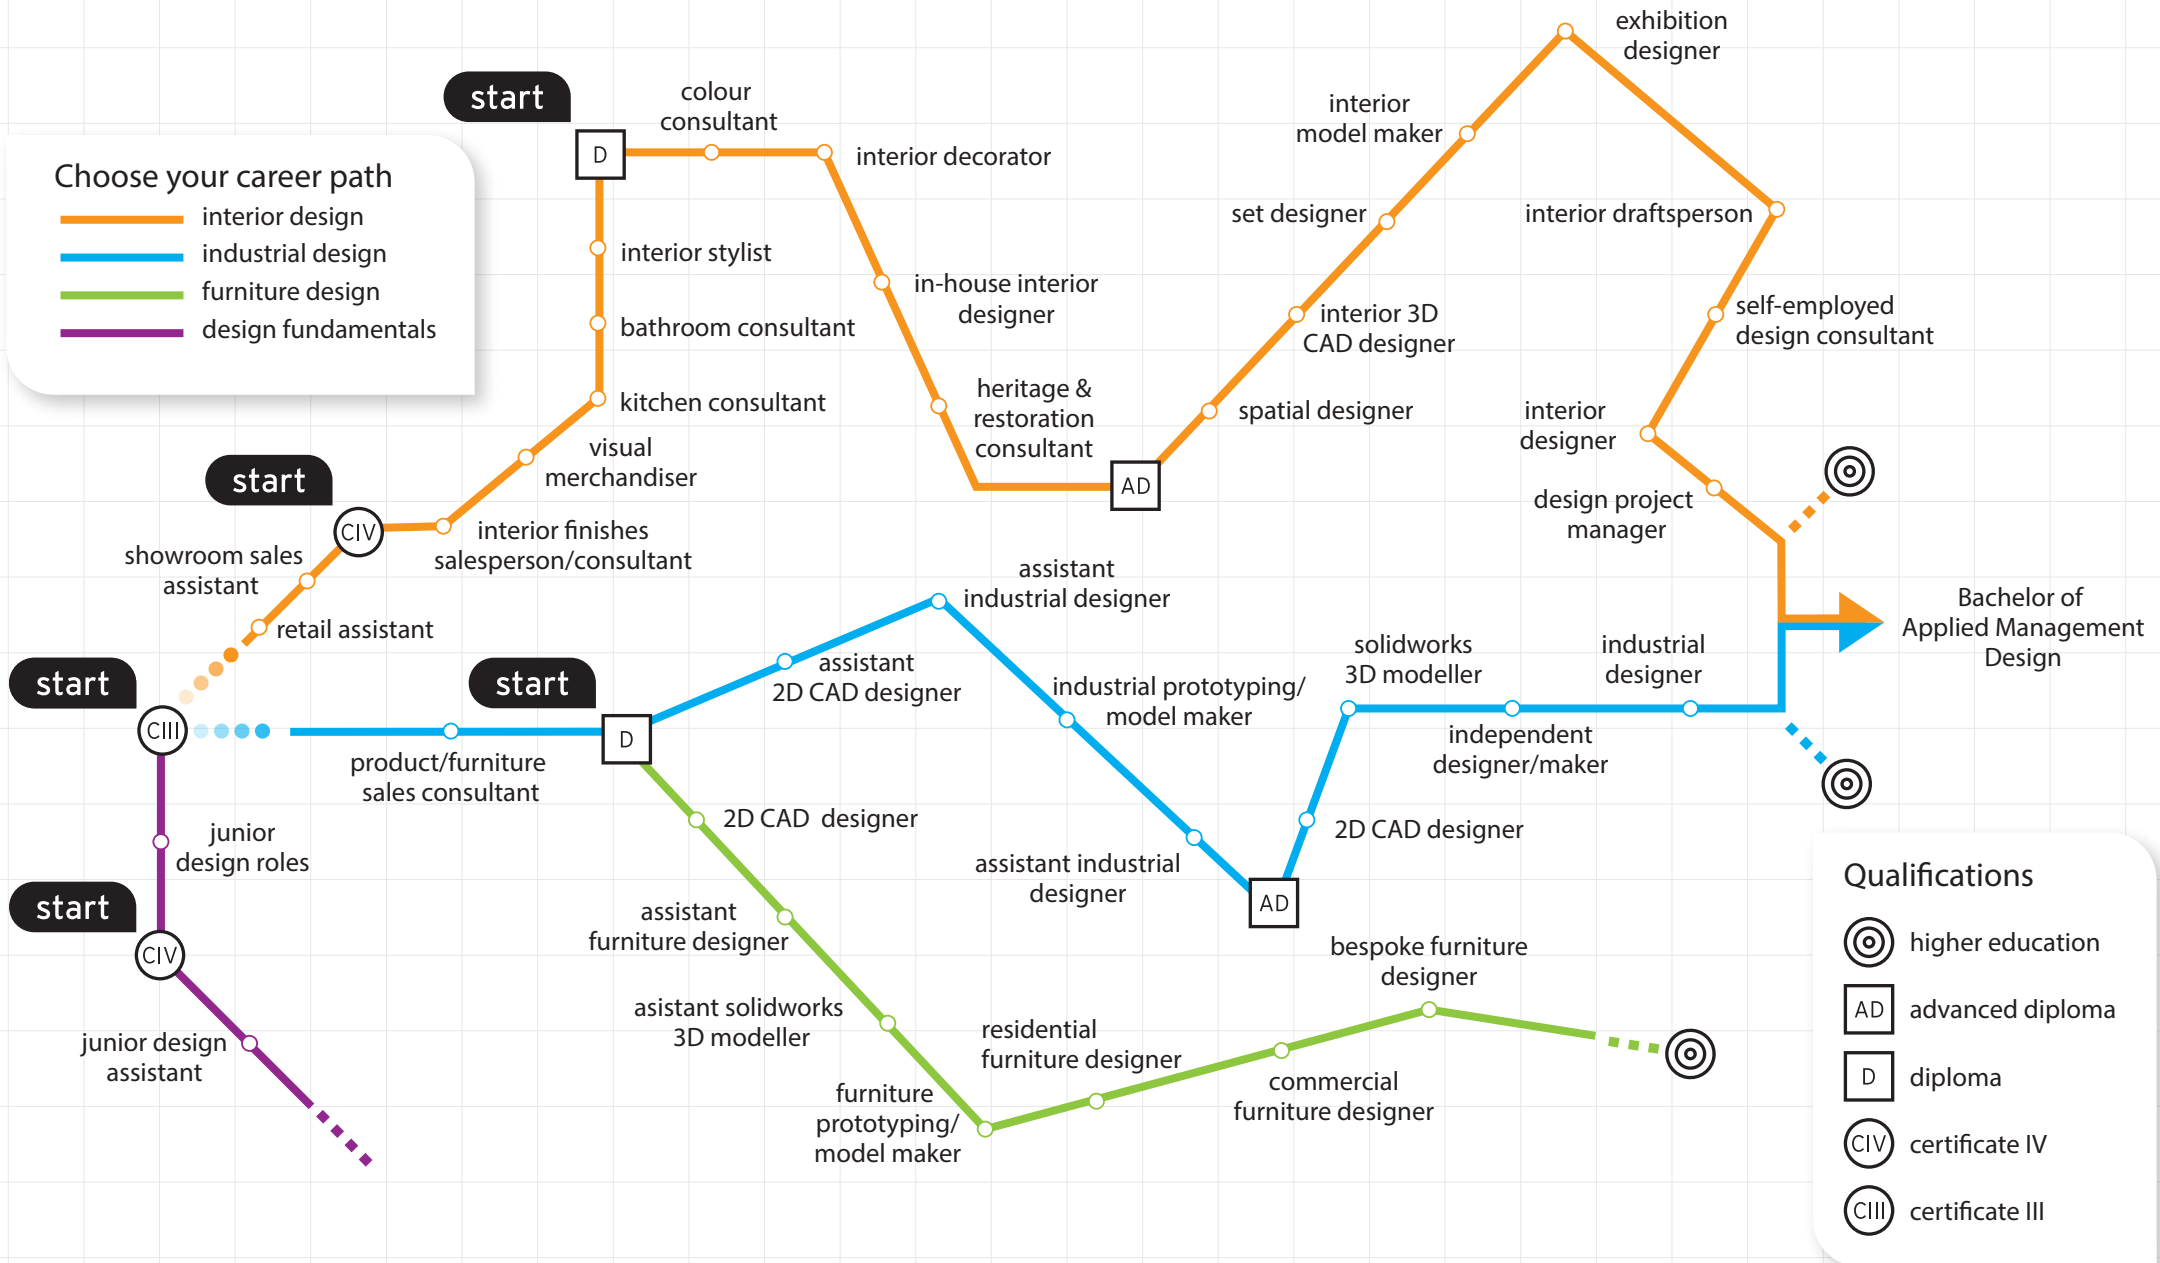 exhibition
designer
start
colour
consultant
D
interior decorator
interior
model maker
Choose your career path
interior design
industrial design
furniture design
design fundamentals
interior stylist
bathroom consultant
kitchen consultant
visual
merchandiser
in-house interior
designer
heritage &
restoration
consultant
AD
set designer
interior draftsperson
interior 3D
CAD designer
spatial designer
self-employed
design consultant
interior
designer
design project
manager
start
CIV
interior finishes
salesperson/consultant
showroom sales
assistant
retail assistant
start
CIII
start
D
product/furniture
sales consultant
assistant
industrial designer
assistant
2D CAD designer
industrial prototyping/
model maker
assistant industrial
designer
AD
2D CAD designer
solidworks
3D modeller
independent
designer/maker
industrial
designer
Bachelor of
Applied Management
Design
junior
design roles
start
CIV
junior design
assistant
2D CAD  designer
assistant
furniture designer
asistant solidworks
3D modeller
furniture
prototyping/
model maker
residential
furniture designer
commercial
furniture designer
bespoke furniture
designer
Qualifications
higher education
AD
advanced diploma
D
diploma
CIV
certificate IV
CIII
certificate III